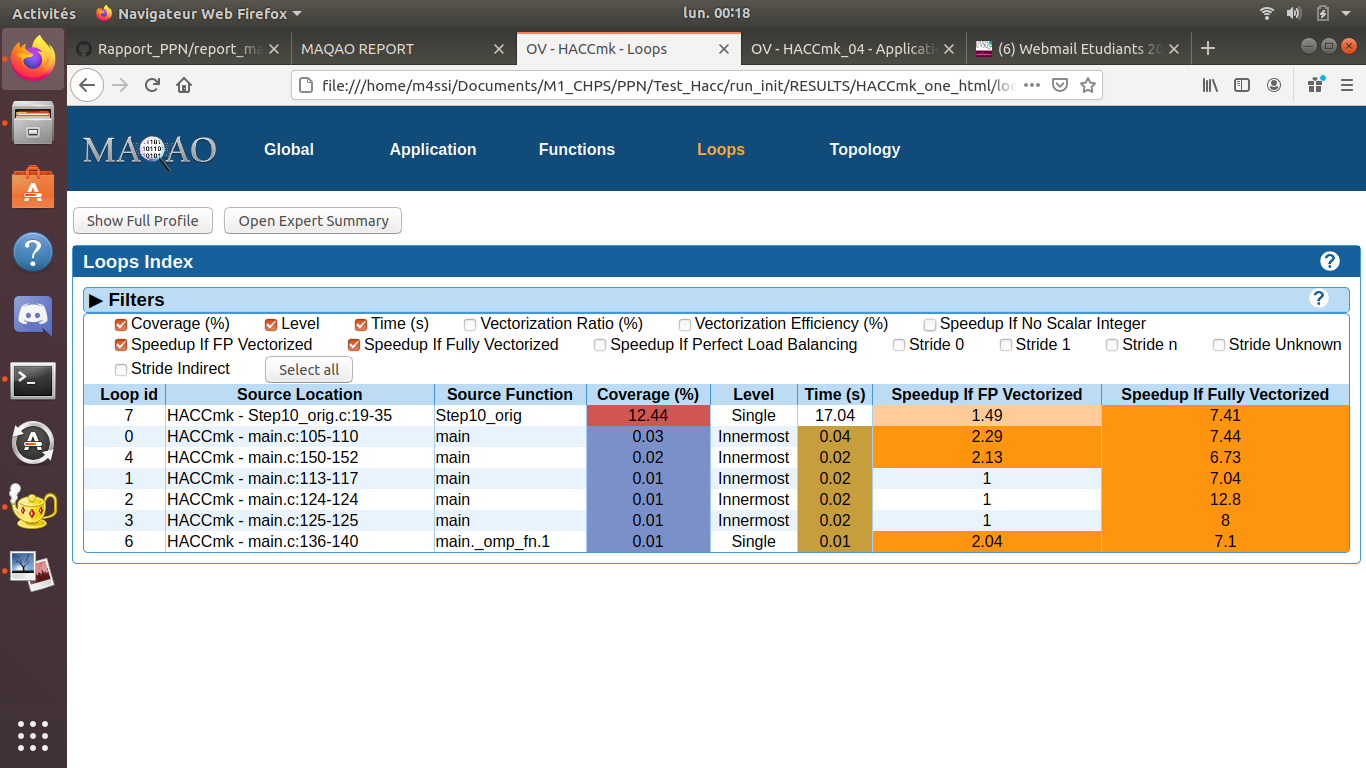 Activités Navigateur Web Firefox lun. 00:18
Rapport_PPN/report_ma MAQAO REPORT OV - HACCmk - Loops OV - HACCmk_04 - Applicati (6) Webmail Etudiants 20
file:///home/m4ssi/Documents/M1_CHPS/PPN/Test_Hacc/run_init/RESULTS/HACCmk_one_html/loo
MAQAO Global Application Functions Loops Topology
Show Full Profile Open Expert Summary
Loops Index ?
▶ Filters ?
Coverage (%) Level Time (s) Vectorization Ratio (%) Vectorization Efficiency (%) Speedup If No Scalar Integer
Speedup If FP Vectorized Speedup If Fully Vectorized Speedup If Perfect Load Balancing Stride 0 Stride 1 Stride n Stride Unknown
Stride Indirect Select all
Loop id Source Location Source Function Coverage (%) Level Time (s) Speedup If FP Vectorized Speedup If Fully Vectorized
7 HACCmk - Step10_orig.c:19-35 Step10_orig 12.44 Single 17.04 1.49 7.41
0 HACCmk - main.c:105-110 main 0.03 Innermost 0.04 2.29 7.44
4 HACCmk - main.c:150-152 main 0.02 Innermost 0.02 2.13 6.73
1 HACCmk - main.c:113-117 main 0.01 Innermost 0.02 1 7.04
2 HACCmk - main.c:124-124 main 0.01 Innermost 0.02 1 12.8
3 HACCmk - main.c:125-125 main 0.01 Innermost 0.02 1 8
6 HACCmk - main.c:136-140 main._omp_fn.1 0.01 Single 0.01 2.04 7.1